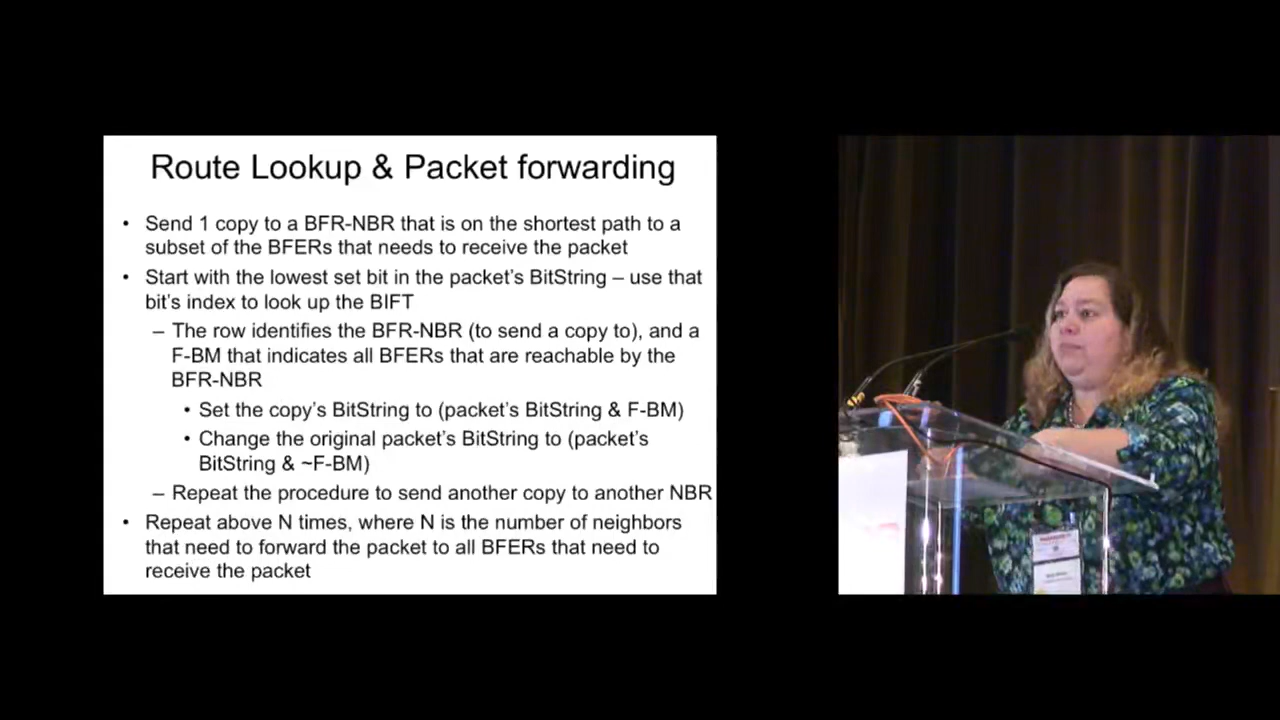 Route Lookup & Packet forwarding
• Send 1 copy to a BFR-NBR that is on the shortest path to a
subset of the BFERs that needs to receive the packet
• Start with the lowest set bit in the packet's BitString – use that
bit's index to look up the BIFT
– The row identifies the BFR-NBR (to send a copy to), and a
F-BM that indicates all BFERs that are reachable by the
BFR-NBR
• Set the copy's BitString to (packet's BitString & F-BM)
• Change the original packet's BitString to (packet's
BitString & ~F-BM)
– Repeat the procedure to send another copy to another NBR
• Repeat above N times, where N is the number of neighbors
that need to forward the packet to all BFERs that need to
receive the packet